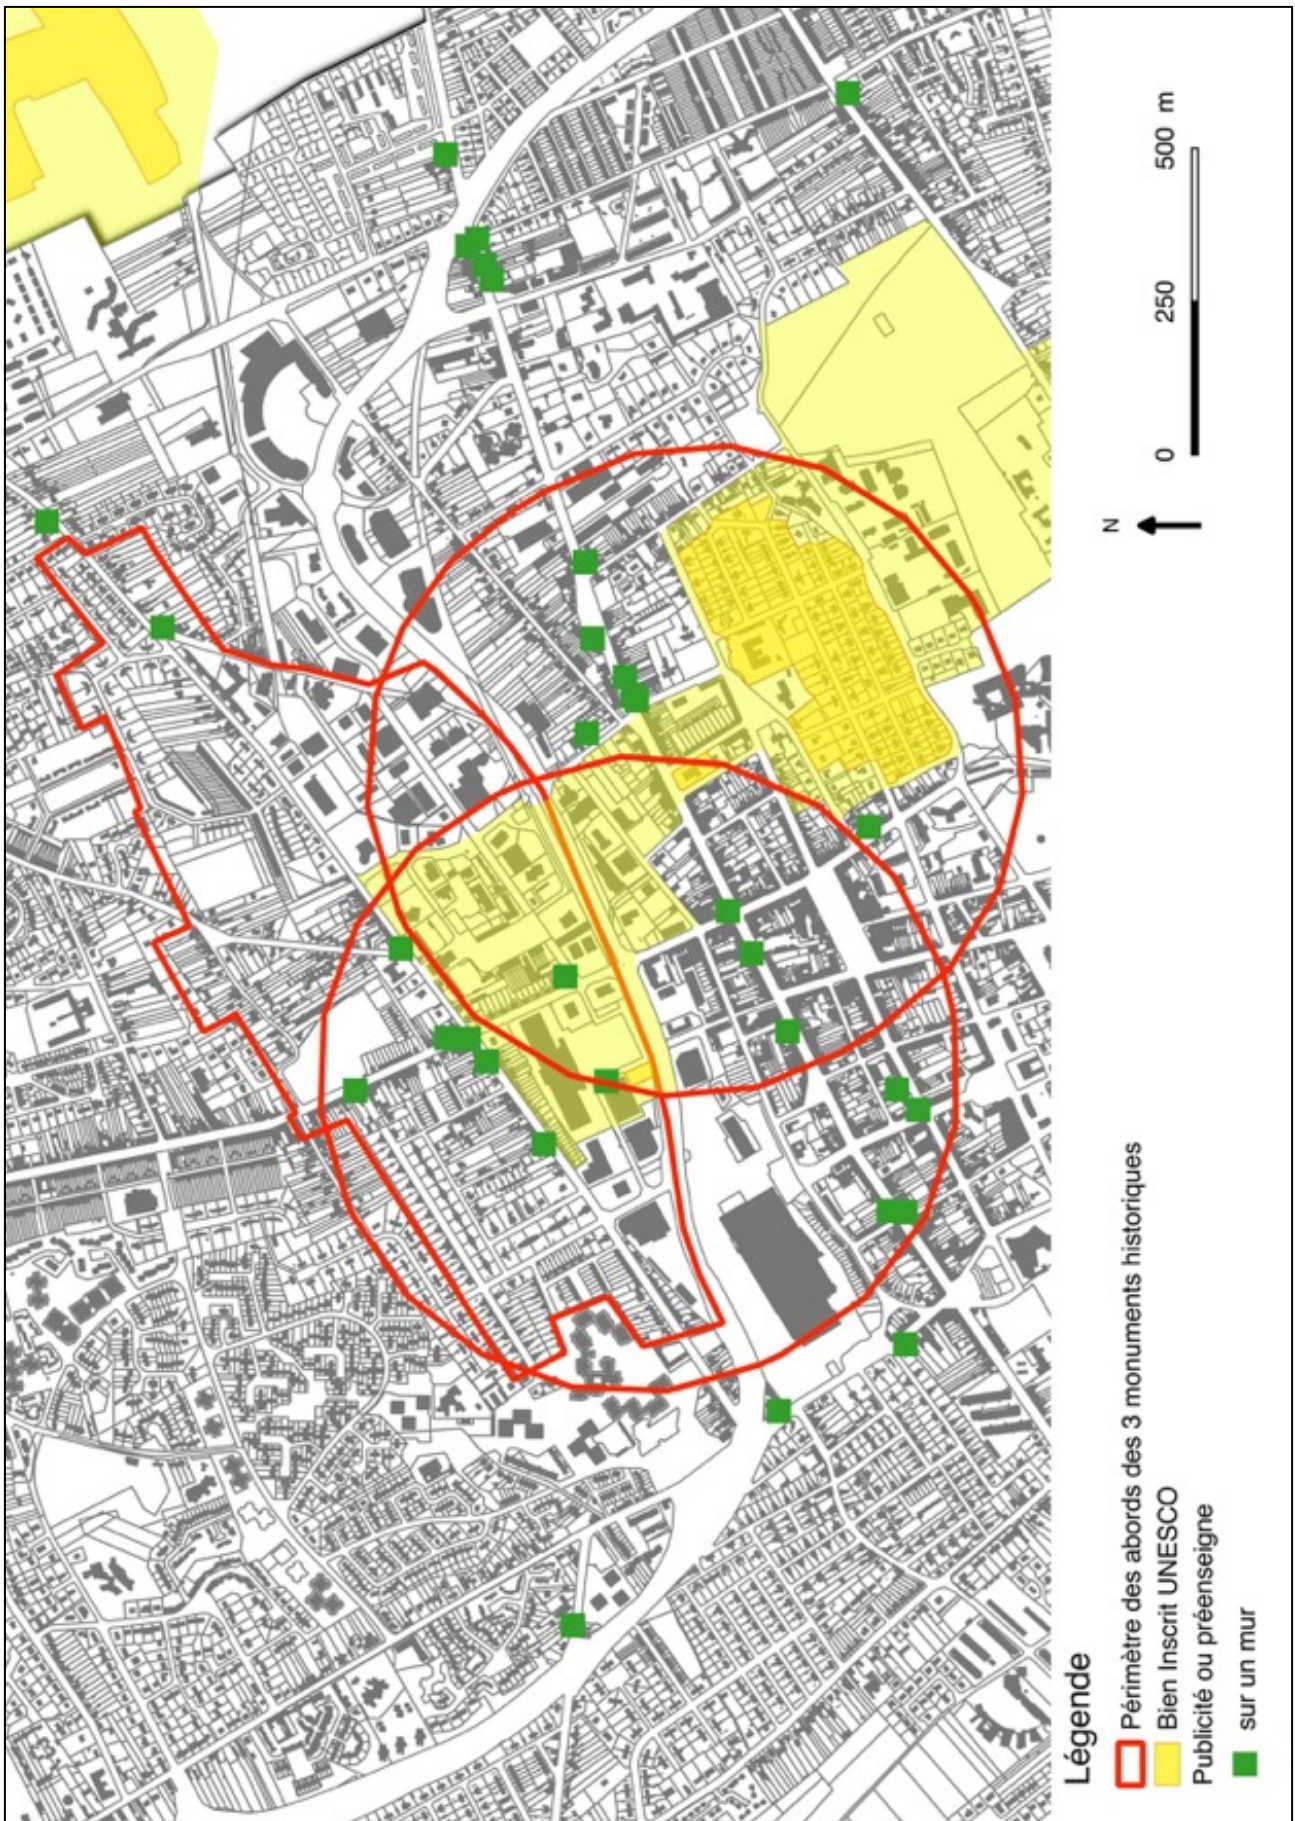 Légende
Périmètre des abords des 3 monuments historiques
Bien Inscrit UNESCO
Publicité ou préenseigne
sur un mur
N
0 250 500 m